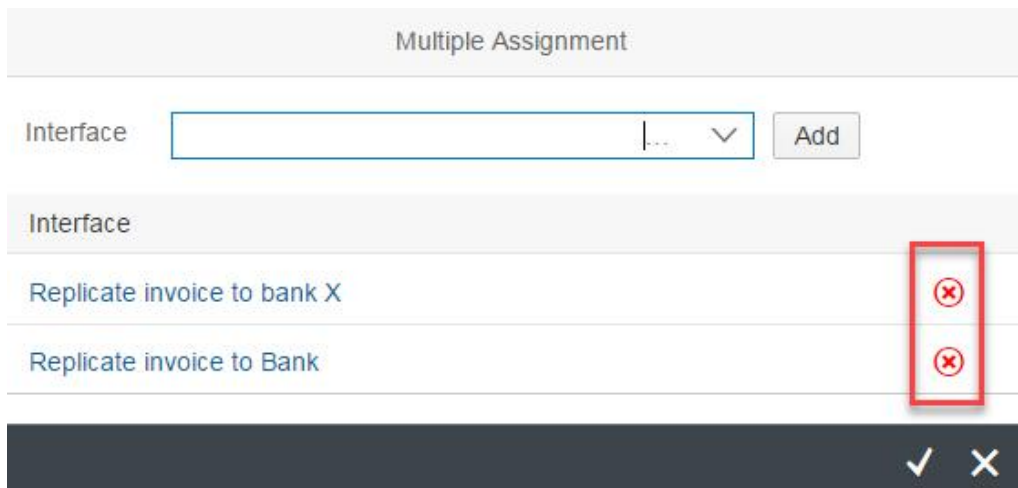 Multiple Assignment
Interface ... Add
Interface
Replicate invoice to bank X
Replicate invoice to Bank